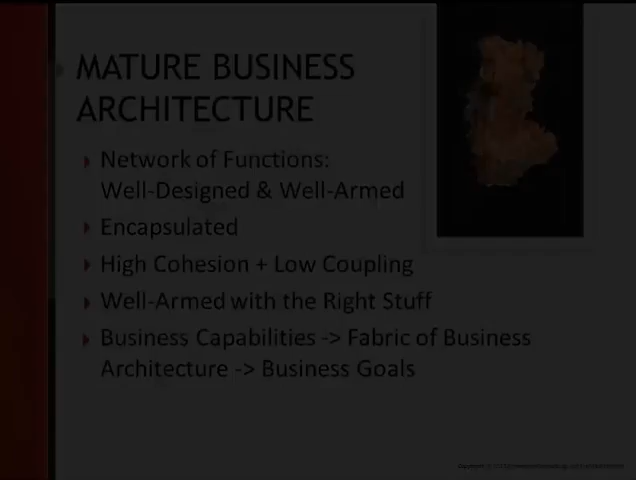 MATURE BUSINESS
ARCHITECTURE
Network of Functions:
Well-Designed & Well-Armed
Encapsulated
High Cohesion + Low Coupling
Well-Armed with the Right Stuff
Business Capabilities -> Fabric of Business
Architecture -> Business Goals